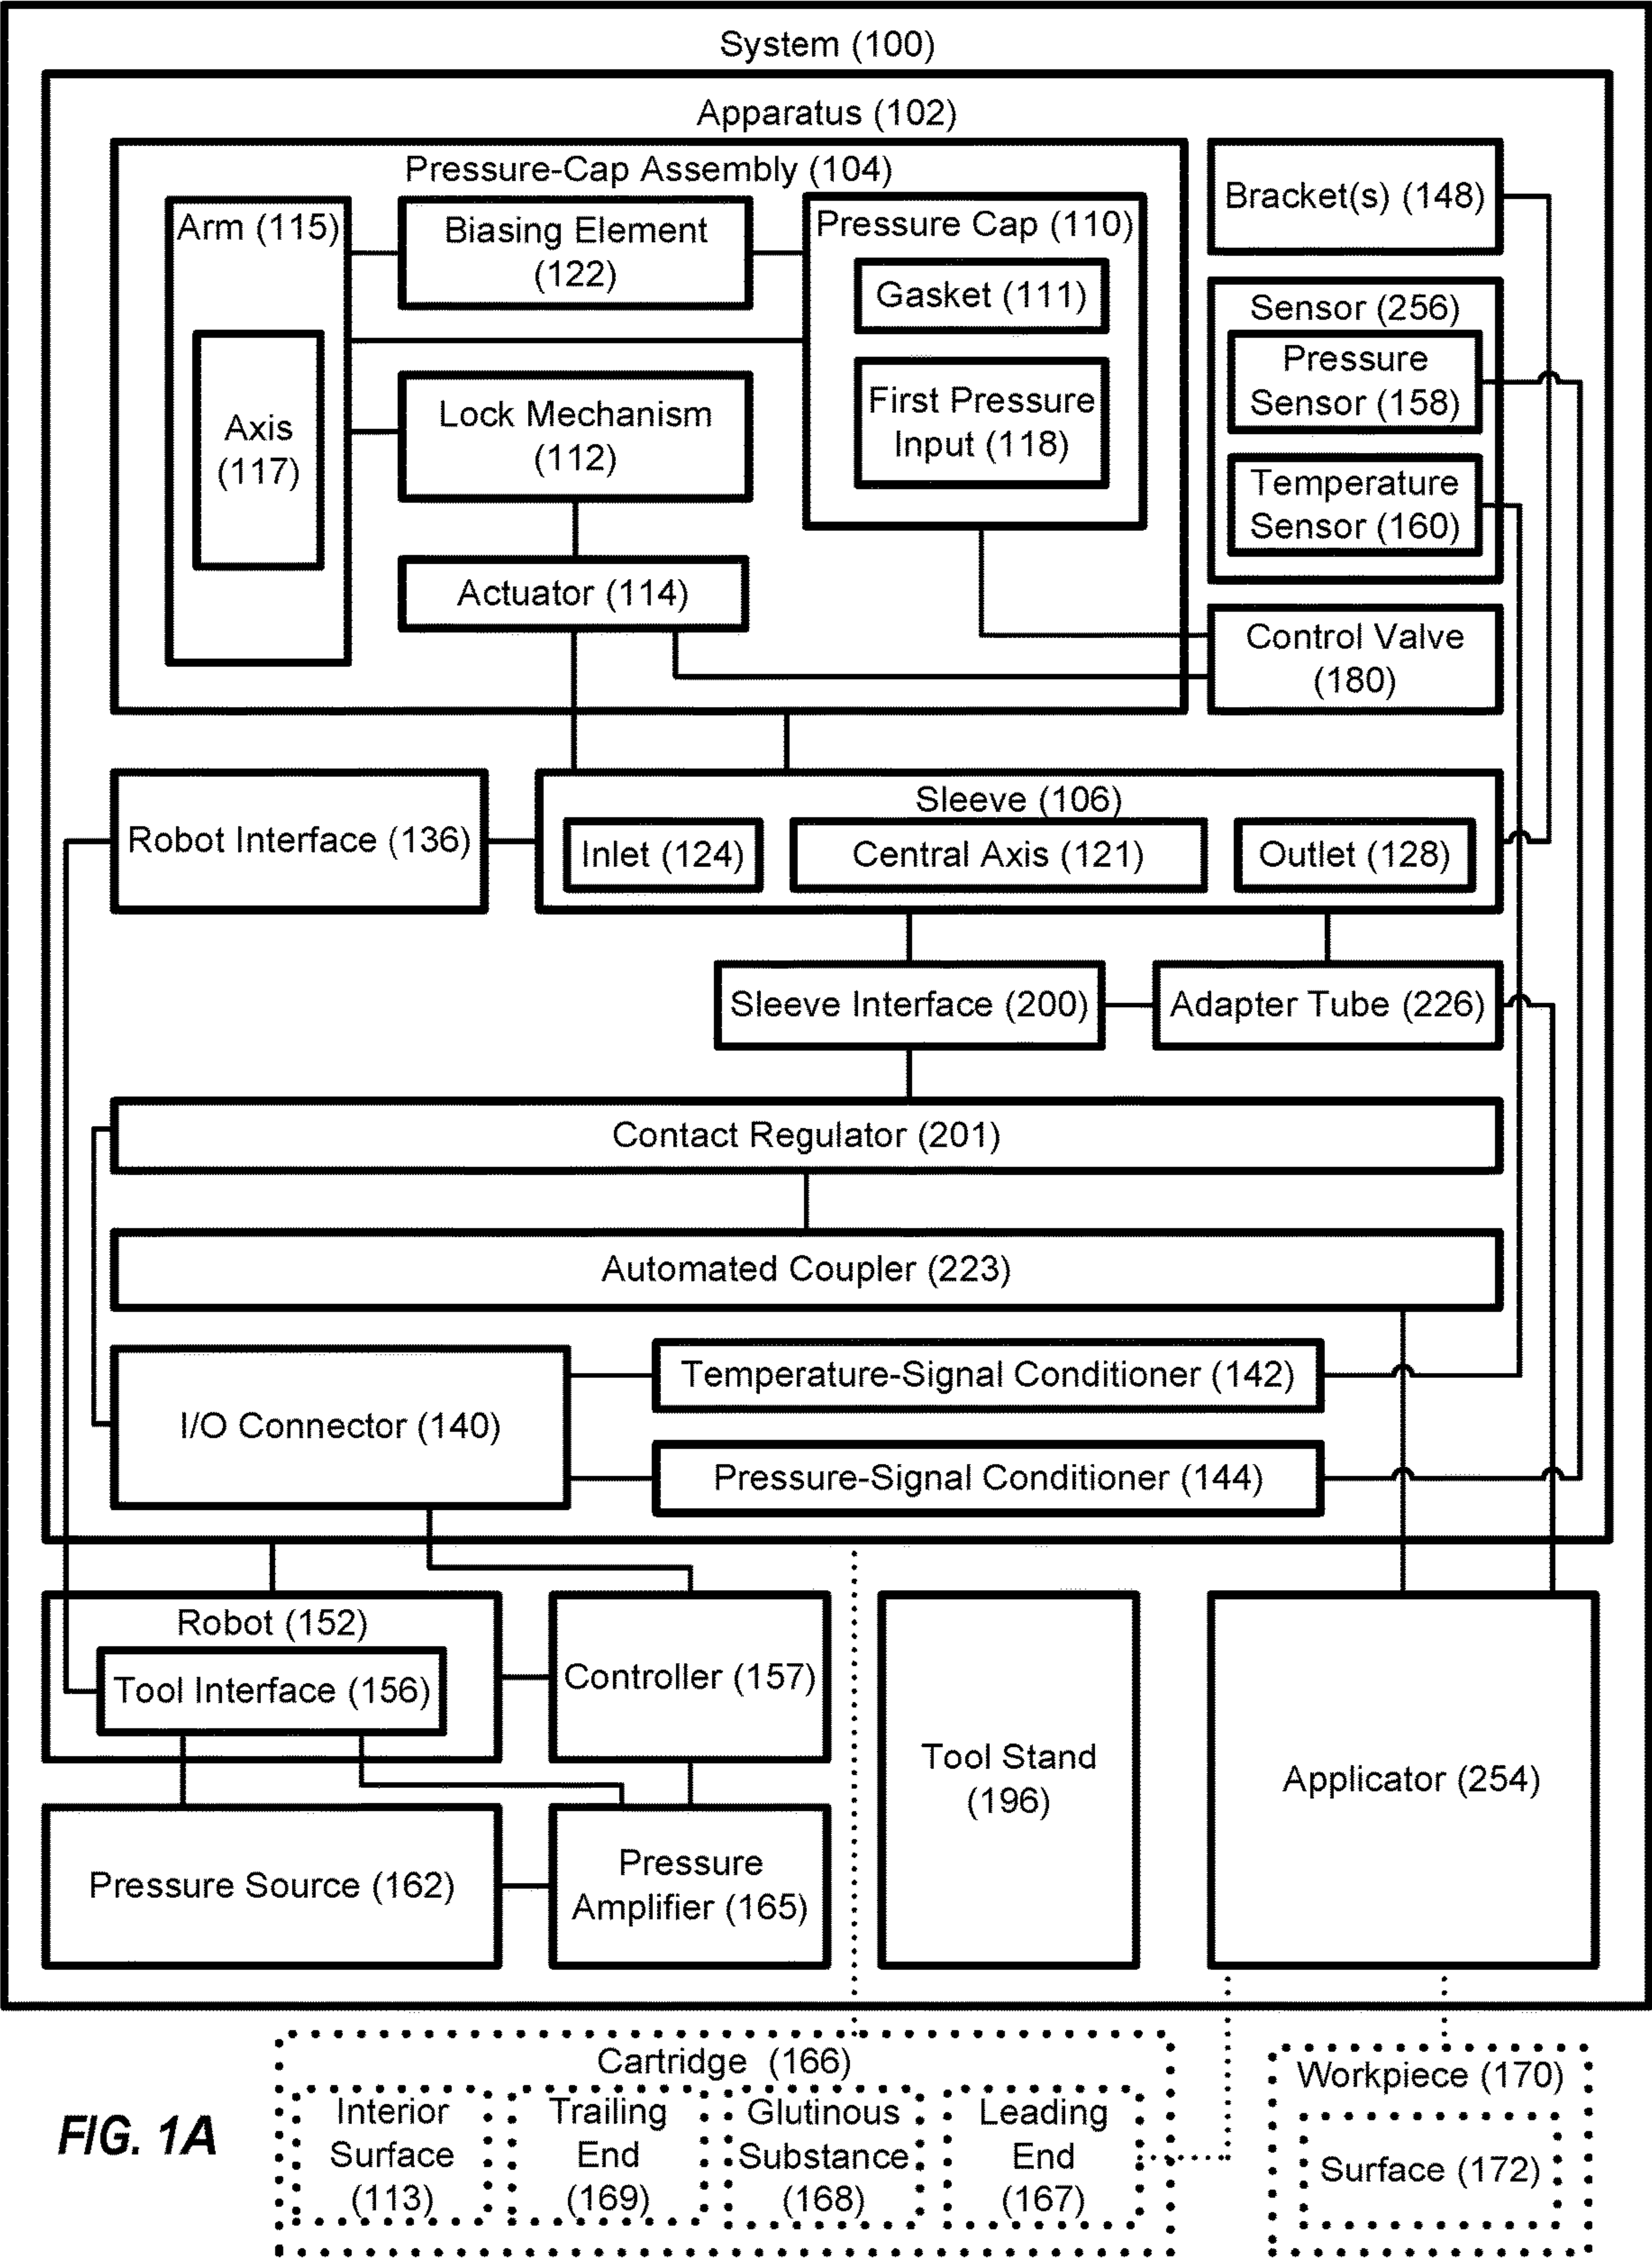 System (100)
Apparatus (102)
Pressure-Cap Assembly (104)
Arm (115)
Axis
(117)
Biasing Element
(122)
Lock Mechanism
(112)
Actuator (114)
Pressure Cap (110)
Gasket (111)
First Pressure
Input (118)
Bracket(s) (148)
Sensor (256)
Pressure
Sensor (158)
Temperature
Sensor (160)
Control Valve
(180)
Robot Interface (136)
Sleeve (106)
Inlet (124)
Central Axis (121)
Outlet (128)
Sleeve Interface (200)
Adapter Tube (226)
Contact Regulator (201)
Automated Coupler (223)
I/O Connector (140)
Temperature-Signal Conditioner (142)
Pressure-Signal Conditioner (144)
Robot (152)
Tool Interface (156)
Controller (157)
Tool Stand
(196)
Applicator (254)
Pressure Source (162)
Pressure
Amplifier (165)
Cartridge (166)
Interior
Surface
(113)
Trailing
End
(169)
Glutinous
Substance
(168)
Leading
End
(167)
Workpiece (170)
Surface (172)
FIG. 1A